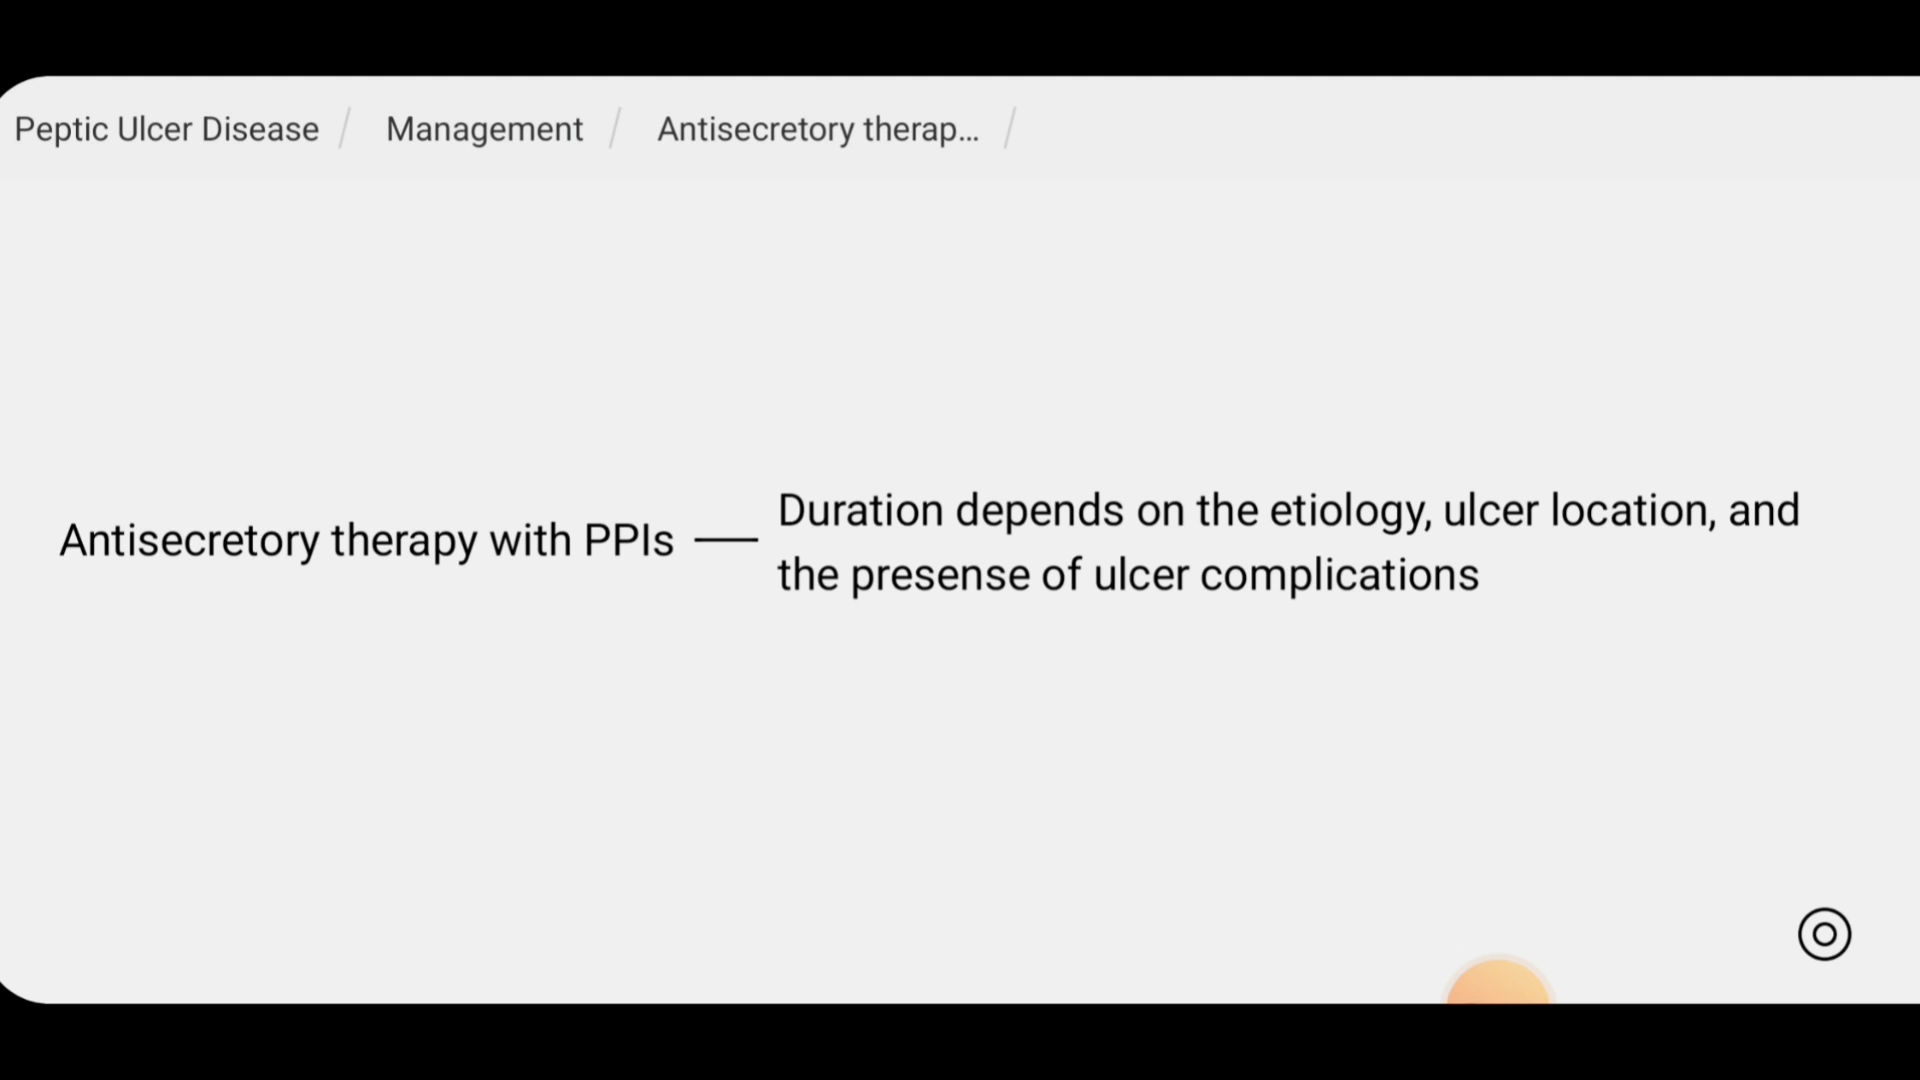 Peptic Ulcer Disease / Management / Antisecretory therap... /
Antisecretory therapy with PPIs
Duration depends on the etiology, ulcer location, and
the presense of ulcer complications